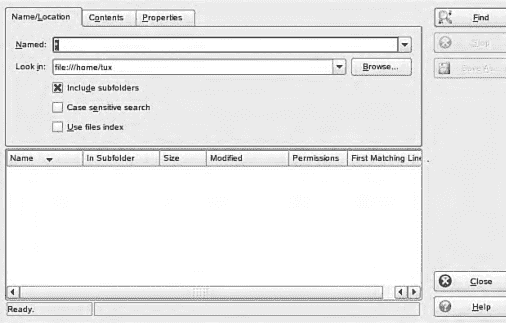 Name/Location Contents Properties
Find
Named: *
Stop
Look in: file:///home/tux Browse...
Save As...
Include subfolders
Case sensitive search
Use files index
Name In Subfolder Size Modified Permissions First Matching Line
Close
Ready.
Help